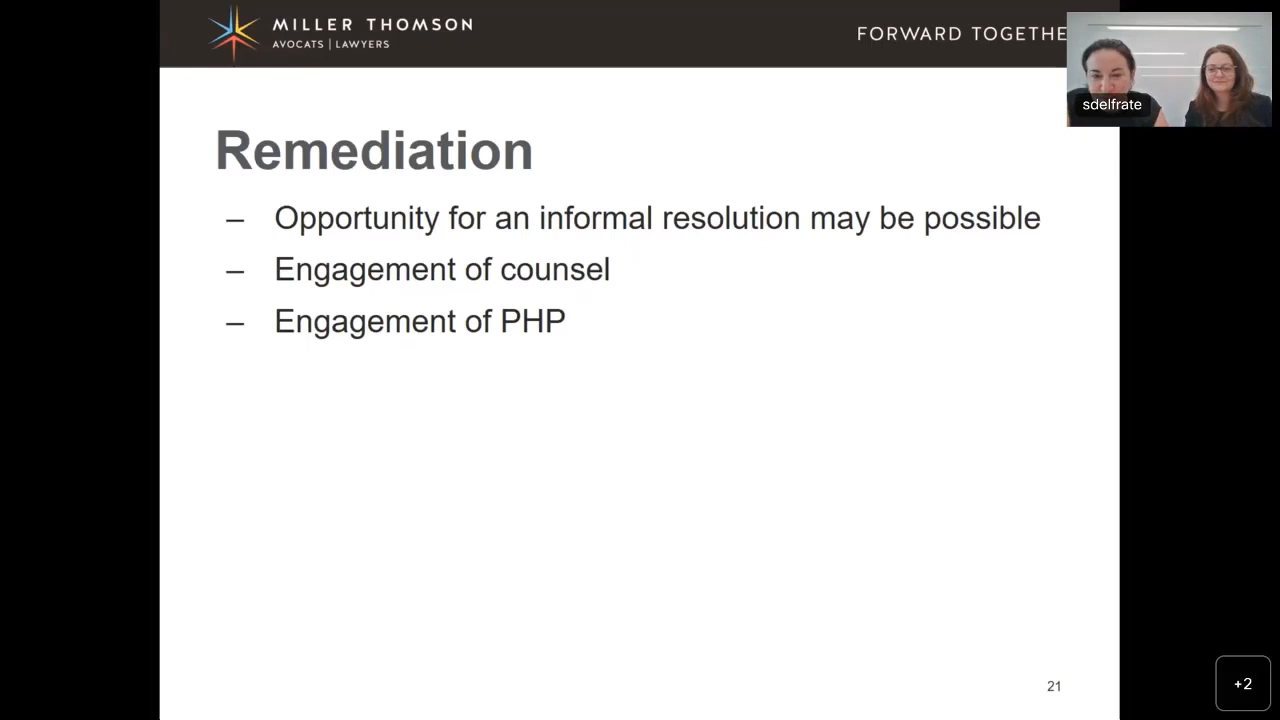 MILLER THOMSON
AVOCATS | LAWYERS
FORWARD TOGETHE
sdelfrate
Remediation
– Opportunity for an informal resolution may be possible
– Engagement of counsel
– Engagement of PHP
21
+2